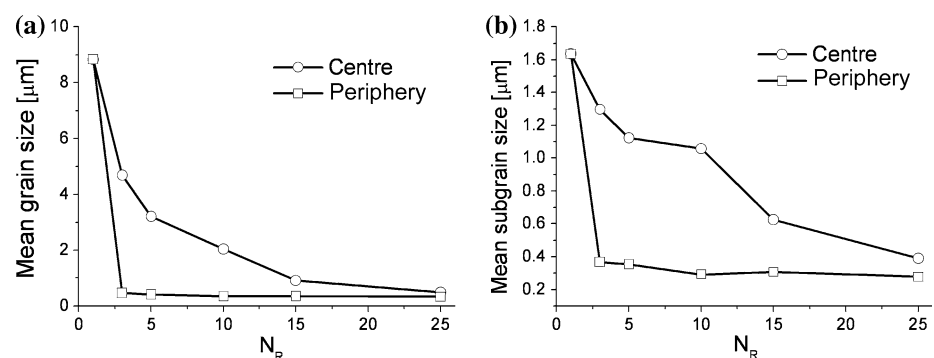 (a)
Mean grain size [μm]
10
8
6
4
2
0
0 5 10 15 20 25
N_R
Centre
Periphery
(b)
Mean subgrain size [μm]
1.8
1.6
1.4
1.2
1.0
0.8
0.6
0.4
0.2
0 5 10 15 20 25
N_R
Centre
Periphery